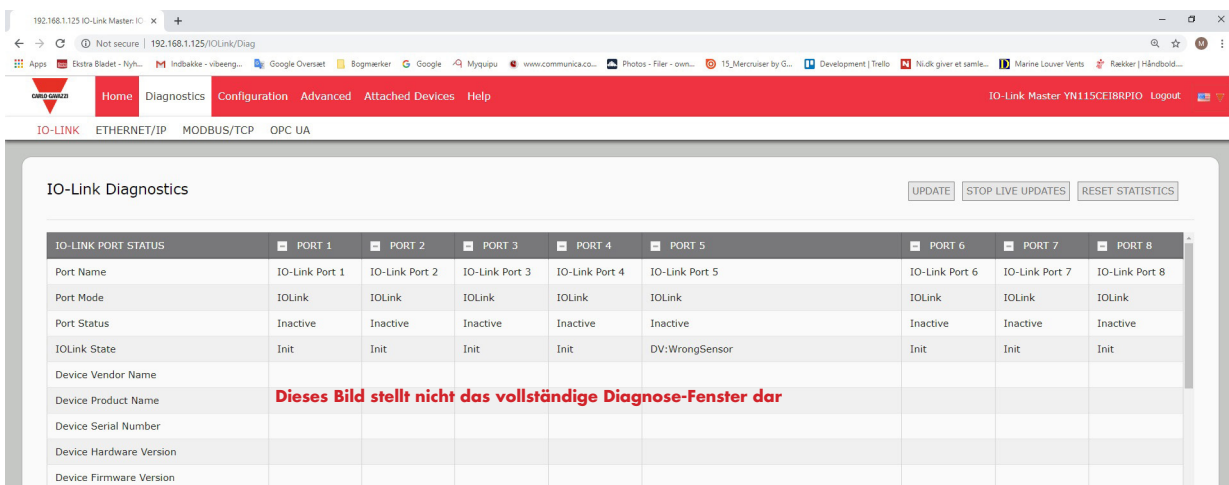 192.168.1.125 IO-Link Master: IO
Not secure | 192.168.1.125/IOLink/Diag
Apps Ekstra Bladet - Nyh... Indbakke - vibeeng... Google Oversæt Bogmærker Google Myquipu www.communica.co... Photos - Filer - own... 15_Mercruiser by G... Development | Trello Ni.dk giver et samle... Marine Louver Vents Rækker | Håndbold....
CARLO GAVAZZI Home Diagnostics Configuration Advanced Attached Devices Help IO-Link Master YN115CEI8RPIO Logout
IO-LINK ETHERNET/IP MODBUS/TCP OPC UA
IO-Link Diagnostics UPDATE STOP LIVE UPDATES RESET STATISTICS
IO-LINK PORT STATUS PORT 1 PORT 2 PORT 3 PORT 4 PORT 5 PORT 6 PORT 7 PORT 8
Port Name IO-Link Port 1 IO-Link Port 2 IO-Link Port 3 IO-Link Port 4 IO-Link Port 5 IO-Link Port 6 IO-Link Port 7 IO-Link Port 8
Port Mode IOLink IOLink IOLink IOLink IOLink IOLink IOLink IOLink
Port Status Inactive Inactive Inactive Inactive Inactive Inactive Inactive Inactive
IOLink State Init Init Init Init DV:WrongSensor Init Init Init
Device Vendor Name
Device Product Name Dieses Bild stellt nicht das vollständige Diagnose-Fenster dar
Device Serial Number
Device Hardware Version
Device Firmware Version